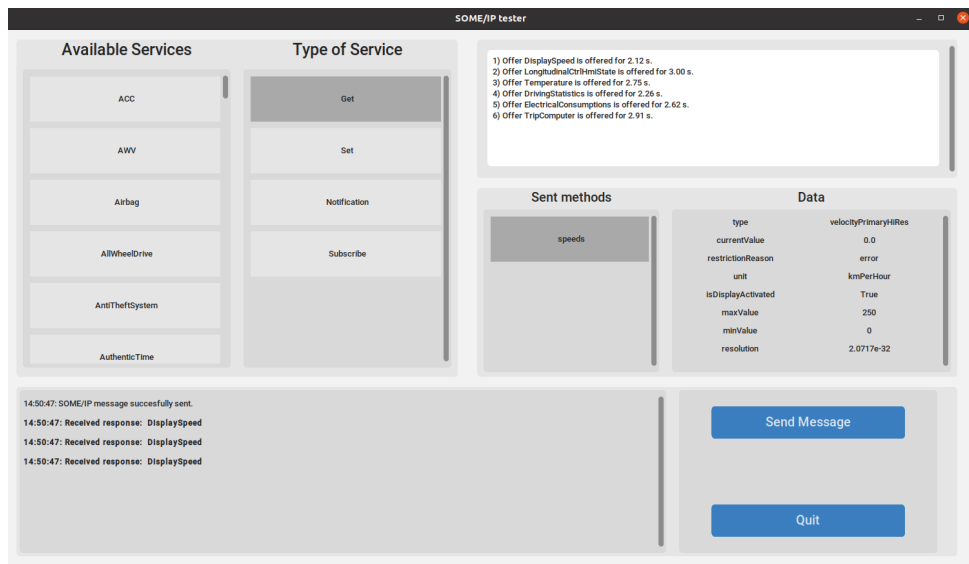 SOME/IP tester
Available Services
Type of Service
ACC
AWV
Airbag
AllWheelDrive
AntiTheftSystem
AuthenticTime
Get
Set
Notification
Subscribe
1) Offer DisplaySpeed is offered for 2.12 s.
2) Offer LongitudinalCtrlHmiState is offered for 3.00 s.
3) Offer Temperature is offered for 2.75 s.
4) Offer DrivingStatistics is offered for 2.26 s.
5) Offer ElectricalConsumptions is offered for 2.62 s.
6) Offer TripComputer is offered for 2.91 s.
Sent methods
speeds
Data
type velocityPrimaryHiRes
currentValue 0.0
restrictionReason error
unit kmPerHour
isDisplayActivated True
maxValue 250
minValue 0
resolution 2.0717e-32
14:50:47: SOME/IP message succesfully sent.
14:50:47: Received response: DisplaySpeed
14:50:47: Received response: DisplaySpeed
14:50:47: Received response: DisplaySpeed
Send Message
Quit